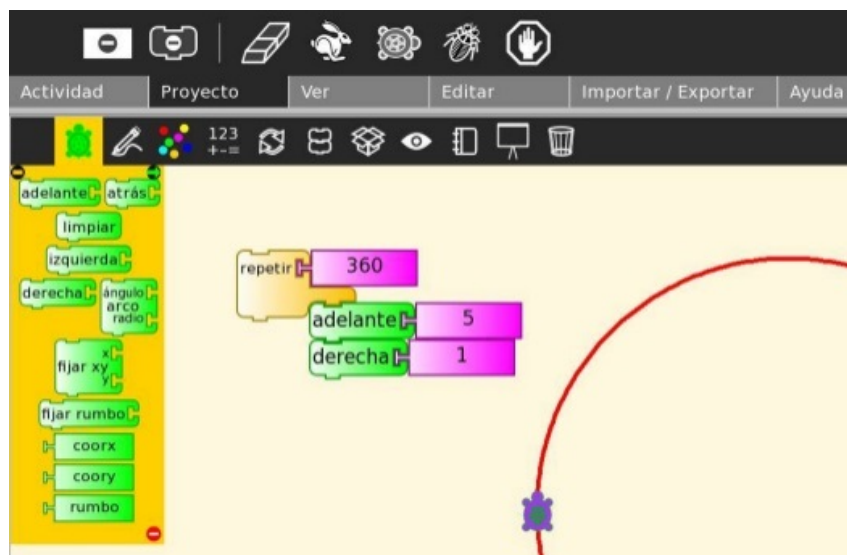 Actividad Proyecto Ver Editar Importar / Exportar Ayuda
123
+-=
adelante atrás
limpiar
izquierda
derecha ángulo
arco
radio
fijar xy x
y
fijar rumbo
coorx
coory
rumbo
repetir 360
adelante 5
derecha 1